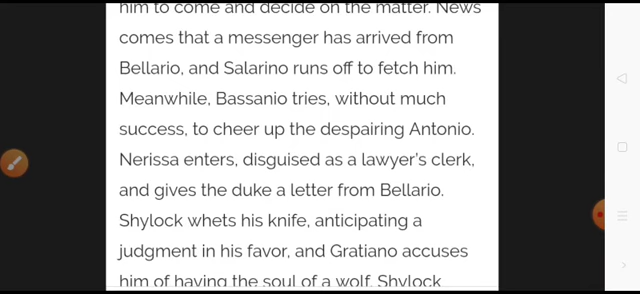 him to come and decide on the matter. News
comes that a messenger has arrived from
Bellario, and Salarino runs off to fetch him.
Meanwhile, Bassanio tries, without much
success, to cheer up the despairing Antonio.
Nerissa enters, disguised as a lawyer's clerk,
and gives the duke a letter from Bellario.
Shylock whets his knife, anticipating a
judgment in his favor, and Gratiano accuses
him of having the soul of a wolf. Shylock